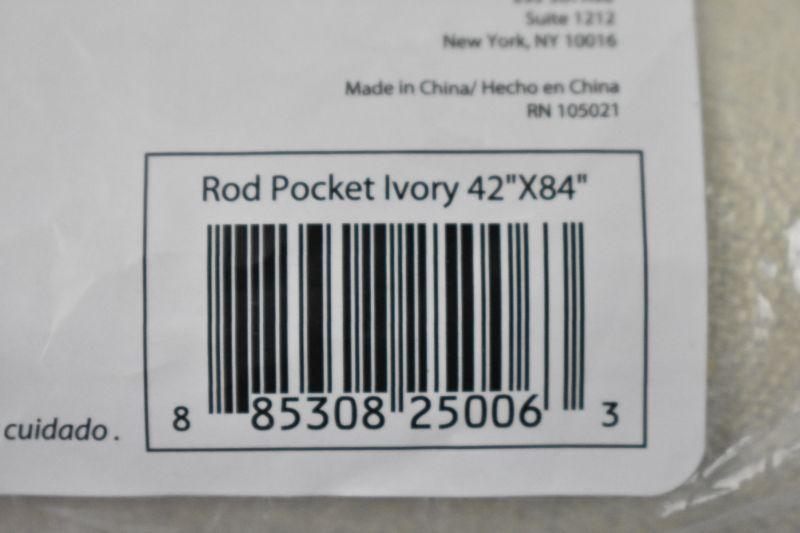 Suite 1212
New York, NY 10016
Made in China/ Hecho en China
RN 105021
Rod Pocket Ivory 42"X84"
8 85308 25006 3
cuidado.